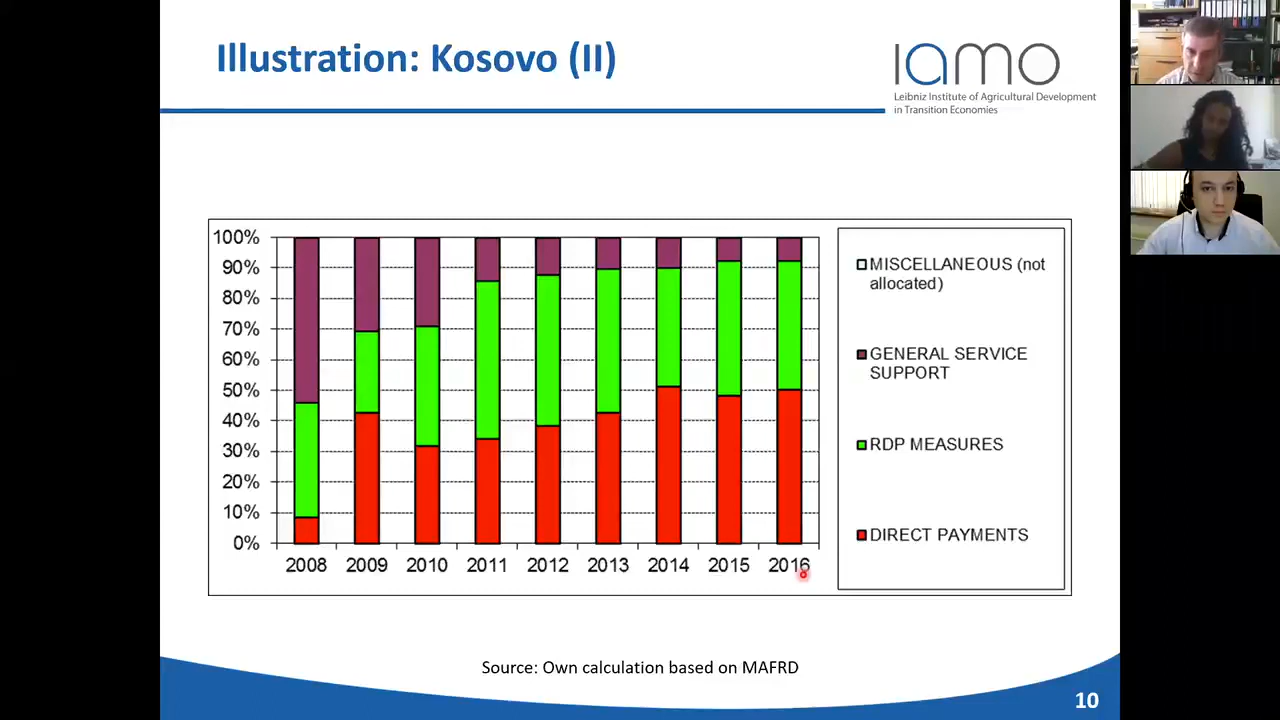 Illustration: Kosovo (II)
iamo
Leibniz Institute of Agricultural Development
in Transition Economies
100%
90%
80%
70%
60%
50%
40%
30%
20%
10%
0%
2008 2009 2010 2011 2012 2013 2014 2015 2016
MISCELLANEOUS (not
allocated)
GENERAL SERVICE
SUPPORT
RDP MEASURES
DIRECT PAYMENTS
Source: Own calculation based on MAFRD
10